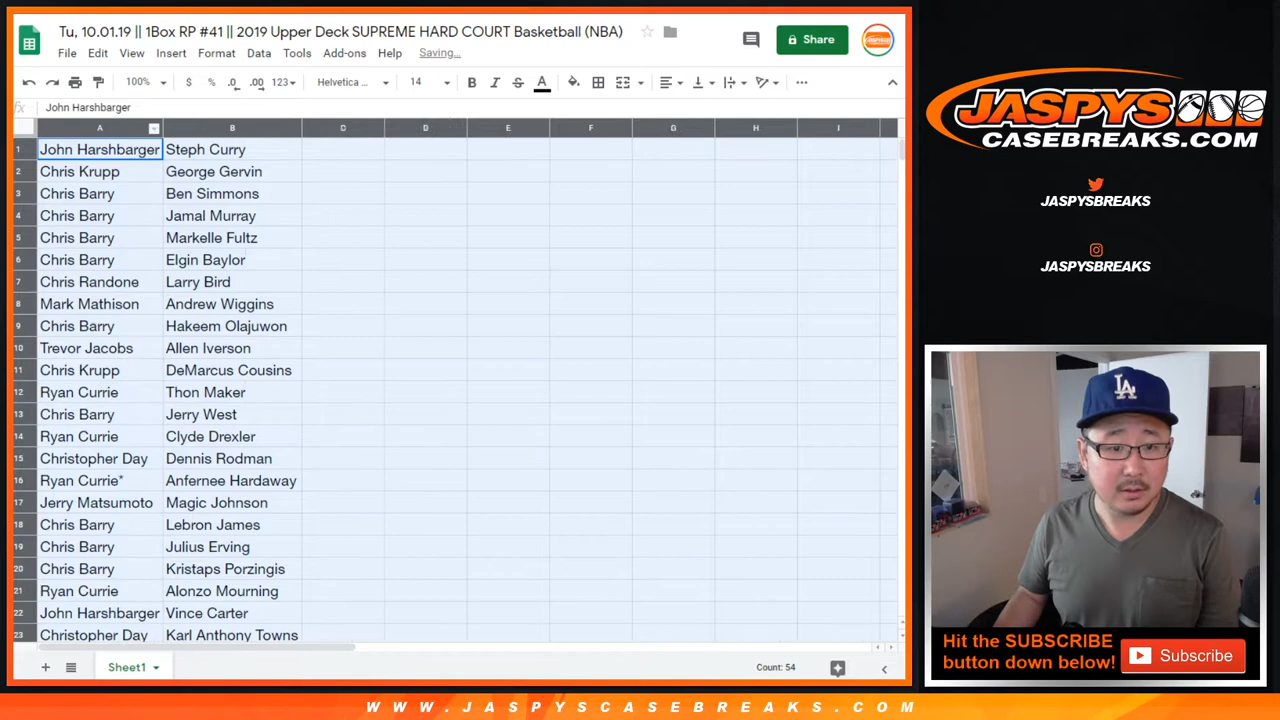 Tu, 10.01.19 || 1Box RP #41 || 2019 Upper Deck SUPREME HARD COURT Basketball (NBA)
File Edit View Insert Format Data Tools Add-ons Help Saving...
Share
100% $ % .0 .00 123 Helvetica ... 14 B I S A
fx John Harshbarger
A B C D E F G H I
1 John Harshbarger Steph Curry
2 Chris Krupp George Gervin
3 Chris Barry Ben Simmons
4 Chris Barry Jamal Murray
5 Chris Barry Markelle Fultz
6 Chris Barry Elgin Baylor
7 Chris Randone Larry Bird
8 Mark Mathison Andrew Wiggins
9 Chris Barry Hakeem Olajuwon
10 Trevor Jacobs Allen Iverson
11 Chris Krupp DeMarcus Cousins
12 Ryan Currie Thon Maker
13 Chris Barry Jerry West
14 Ryan Currie Clyde Drexler
15 Christopher Day Dennis Rodman
16 Ryan Currie* Anfernee Hardaway
17 Jerry Matsumoto Magic Johnson
18 Chris Barry Lebron James
19 Chris Barry Julius Erving
20 Chris Barry Kristaps Porzingis
21 Ryan Currie Alonzo Mourning
22 John Harshbarger Vince Carter
23 Christopher Day Karl Anthony Towns
Sheet1
Count: 54
JASPYS
CASEBREAKS.COM
JASPYSBREAKS
JASPYSBREAKS
LA
Hit the SUBSCRIBE
button down below!
Subscribe
WWW.JASPYSCASEBREAKS.COM